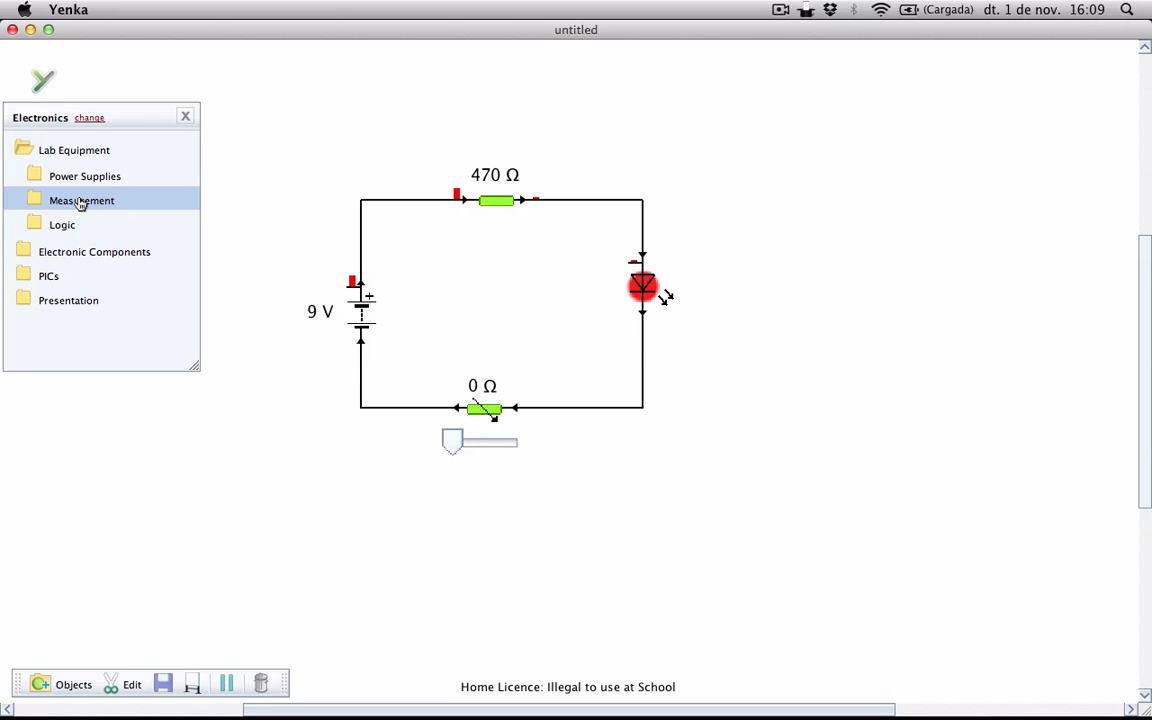 Yenka
(Cargada)
dt. 1 de nov. 16:09
untitled
Electronics change
Lab Equipment
Power Supplies
Measurement
Logic
Electronic Components
PICs
Presentation
470 Ω
9 V
0 Ω
Objects
Edit
Home Licence: Illegal to use at School